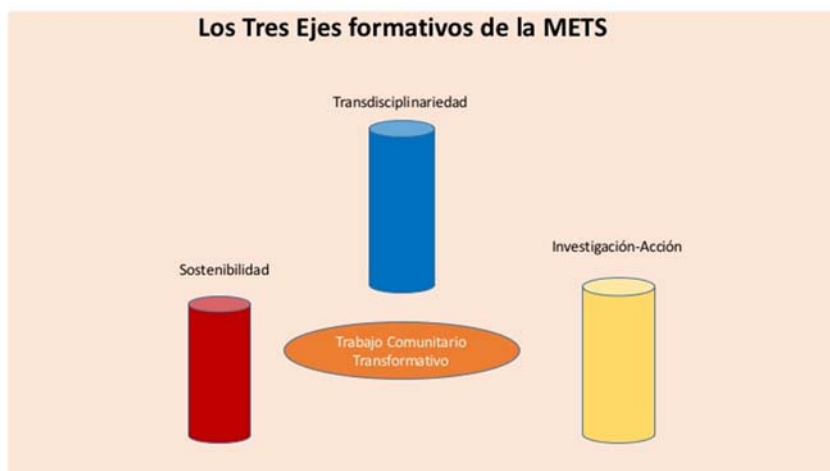 Los Tres Ejes formativos de la METS
Transdisciplinariedad
Investigación-Acción
Sostenibilidad
Trabajo Comunitario
Transformativo